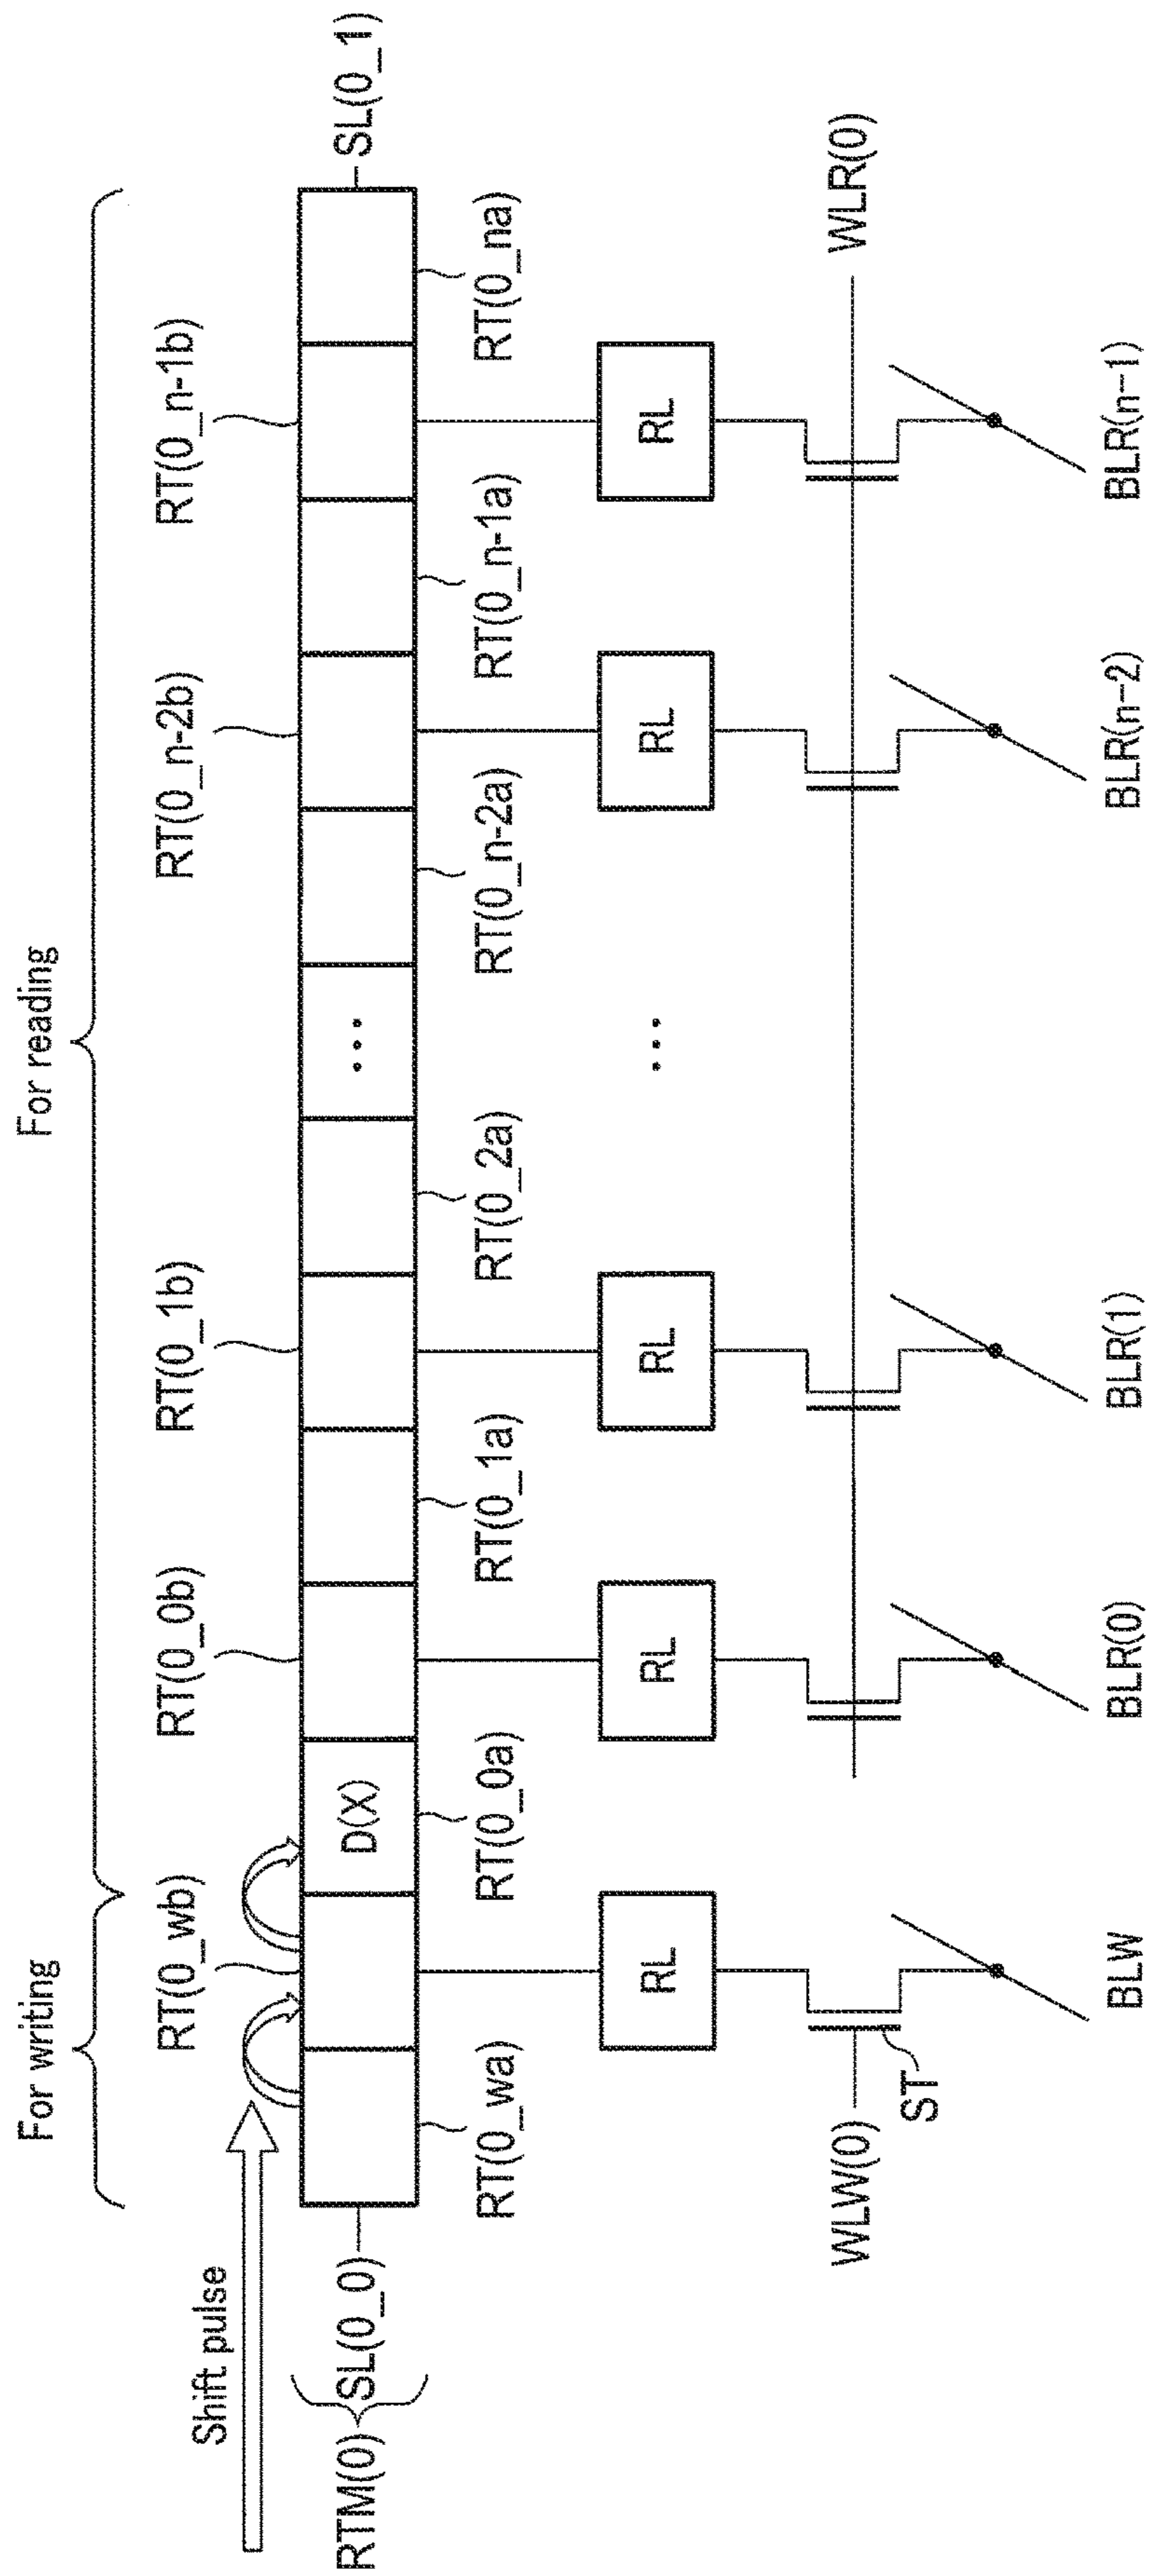 For writing
For reading
Shift pulse
RT(0_wb)
RT(0_0b)
RT(0_1b)
RT(0_n-2b)
RT(0_n-1b)
RTM(0)
SL(0_0)
D(X)
...
SL(0_1)
RT(0_wa)
RT(0_0a)
RT(0_1a)
RT(0_2a)
RT(0_n-2a)
RT(0_n-1a)
RT(0_na)
RL
RL
RL
...
RL
RL
WLW(0)
ST
WLR(0)
BLW
BLR(0)
BLR(1)
BLR(n-2)
BLR(n-1)